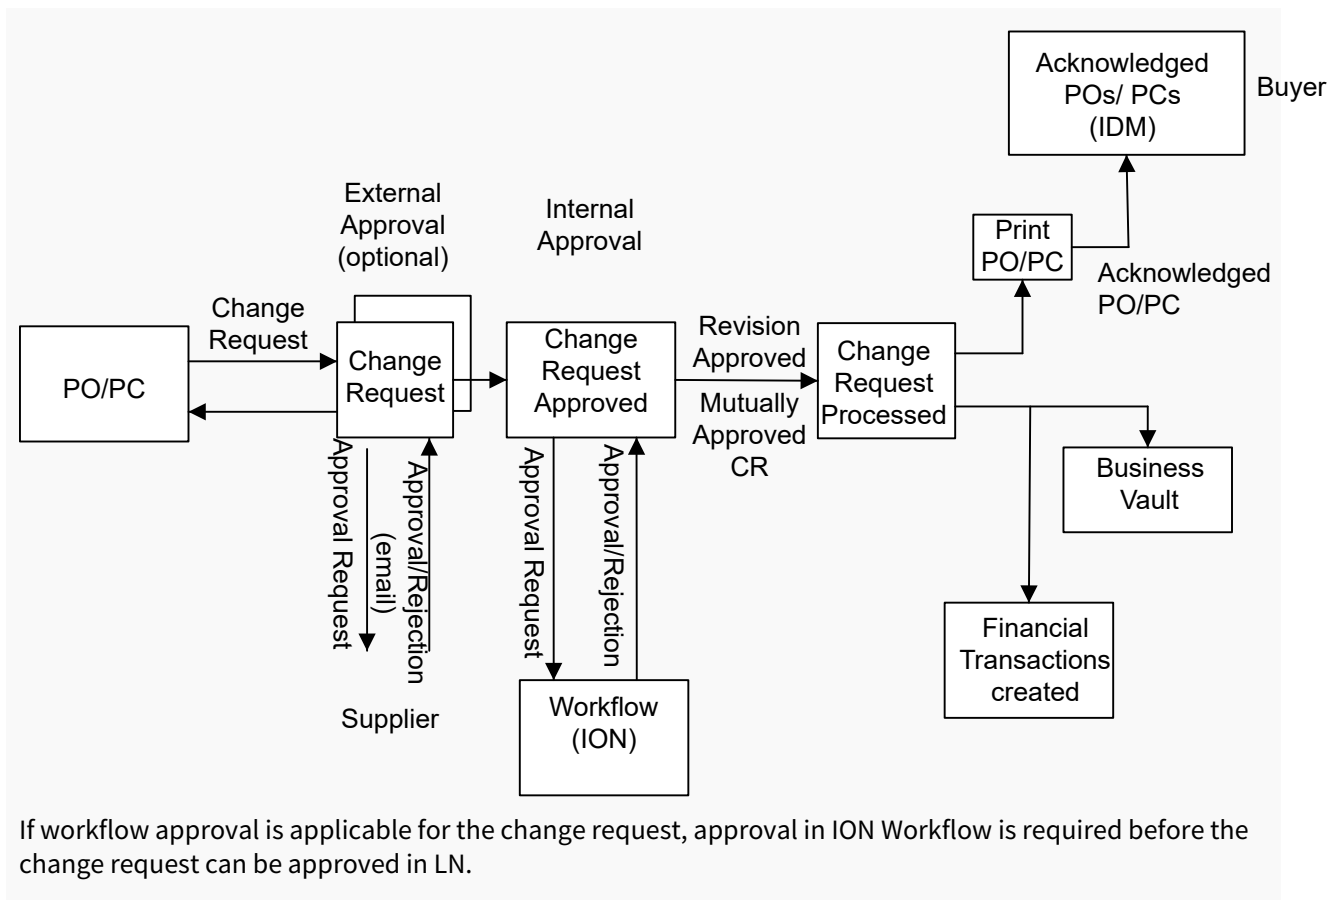 Acknowledged
POs/ PCs
(IDM)
Buyer
External
Approval
(optional)
Internal
Approval
Print
PO/PC
Acknowledged
PO/PC
Change
Request
PO/PC
Change
Request
Change
Request
Approved
Revision
Approved
Mutually
Approved
CR
Change
Request
Processed
Business
Vault
Approval Request
(email)
Approval/Rejection
Approval Request
Approval/Rejection
Financial
Transactions
created
Supplier
Workflow
(ION)
If workflow approval is applicable for the change request, approval in ION Workflow is required before the
change request can be approved in LN.